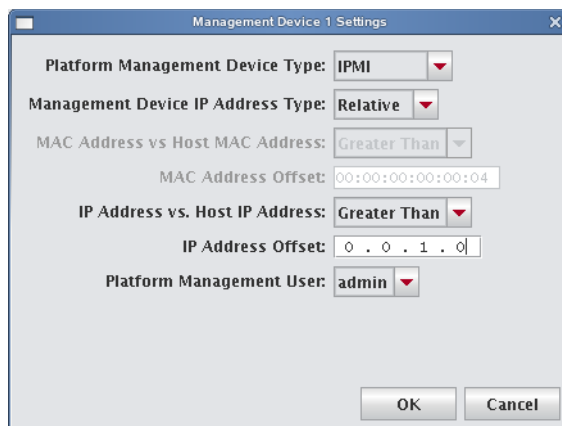 Management Device 1 Settings
Platform Management Device Type: IPMI
Management Device IP Address Type: Relative
MAC Address vs Host MAC Address: Greater Than
MAC Address Offset: 00:00:00:00:00:04
IP Address vs. Host IP Address: Greater Than
IP Address Offset: 0 . 0 . 1 . 0
Platform Management User: admin
OK Cancel